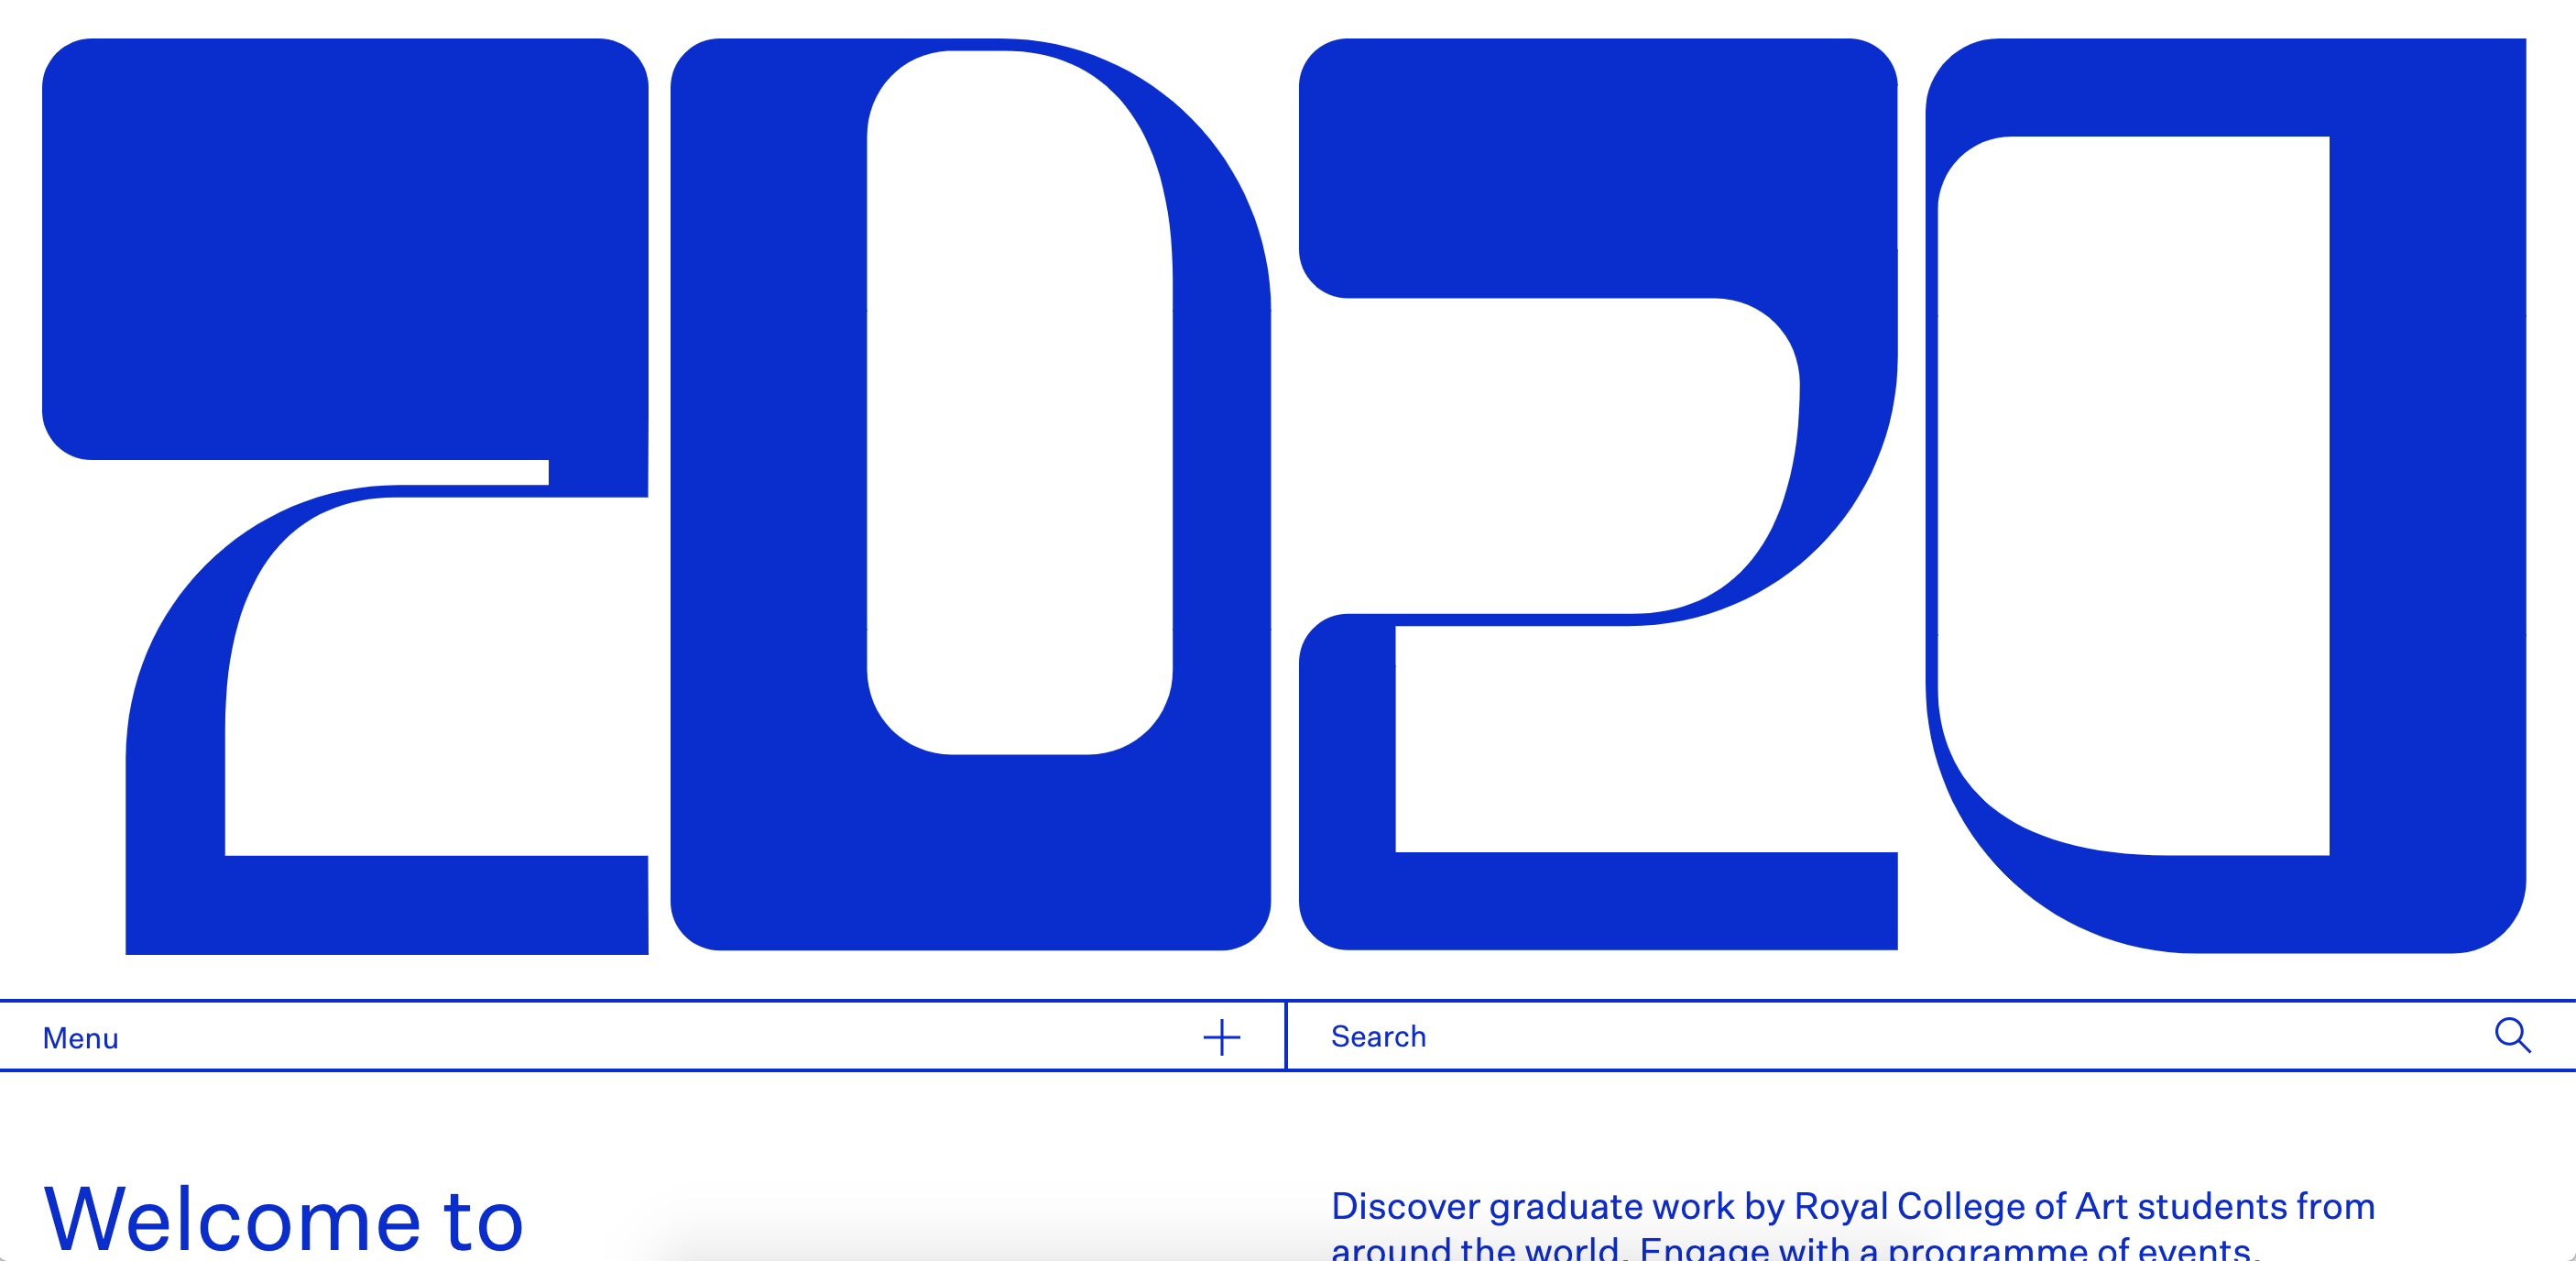 2020
Menu
Search
Welcome to
Discover graduate work by Royal College of Art students from
around the world. Engage with a programme of events,